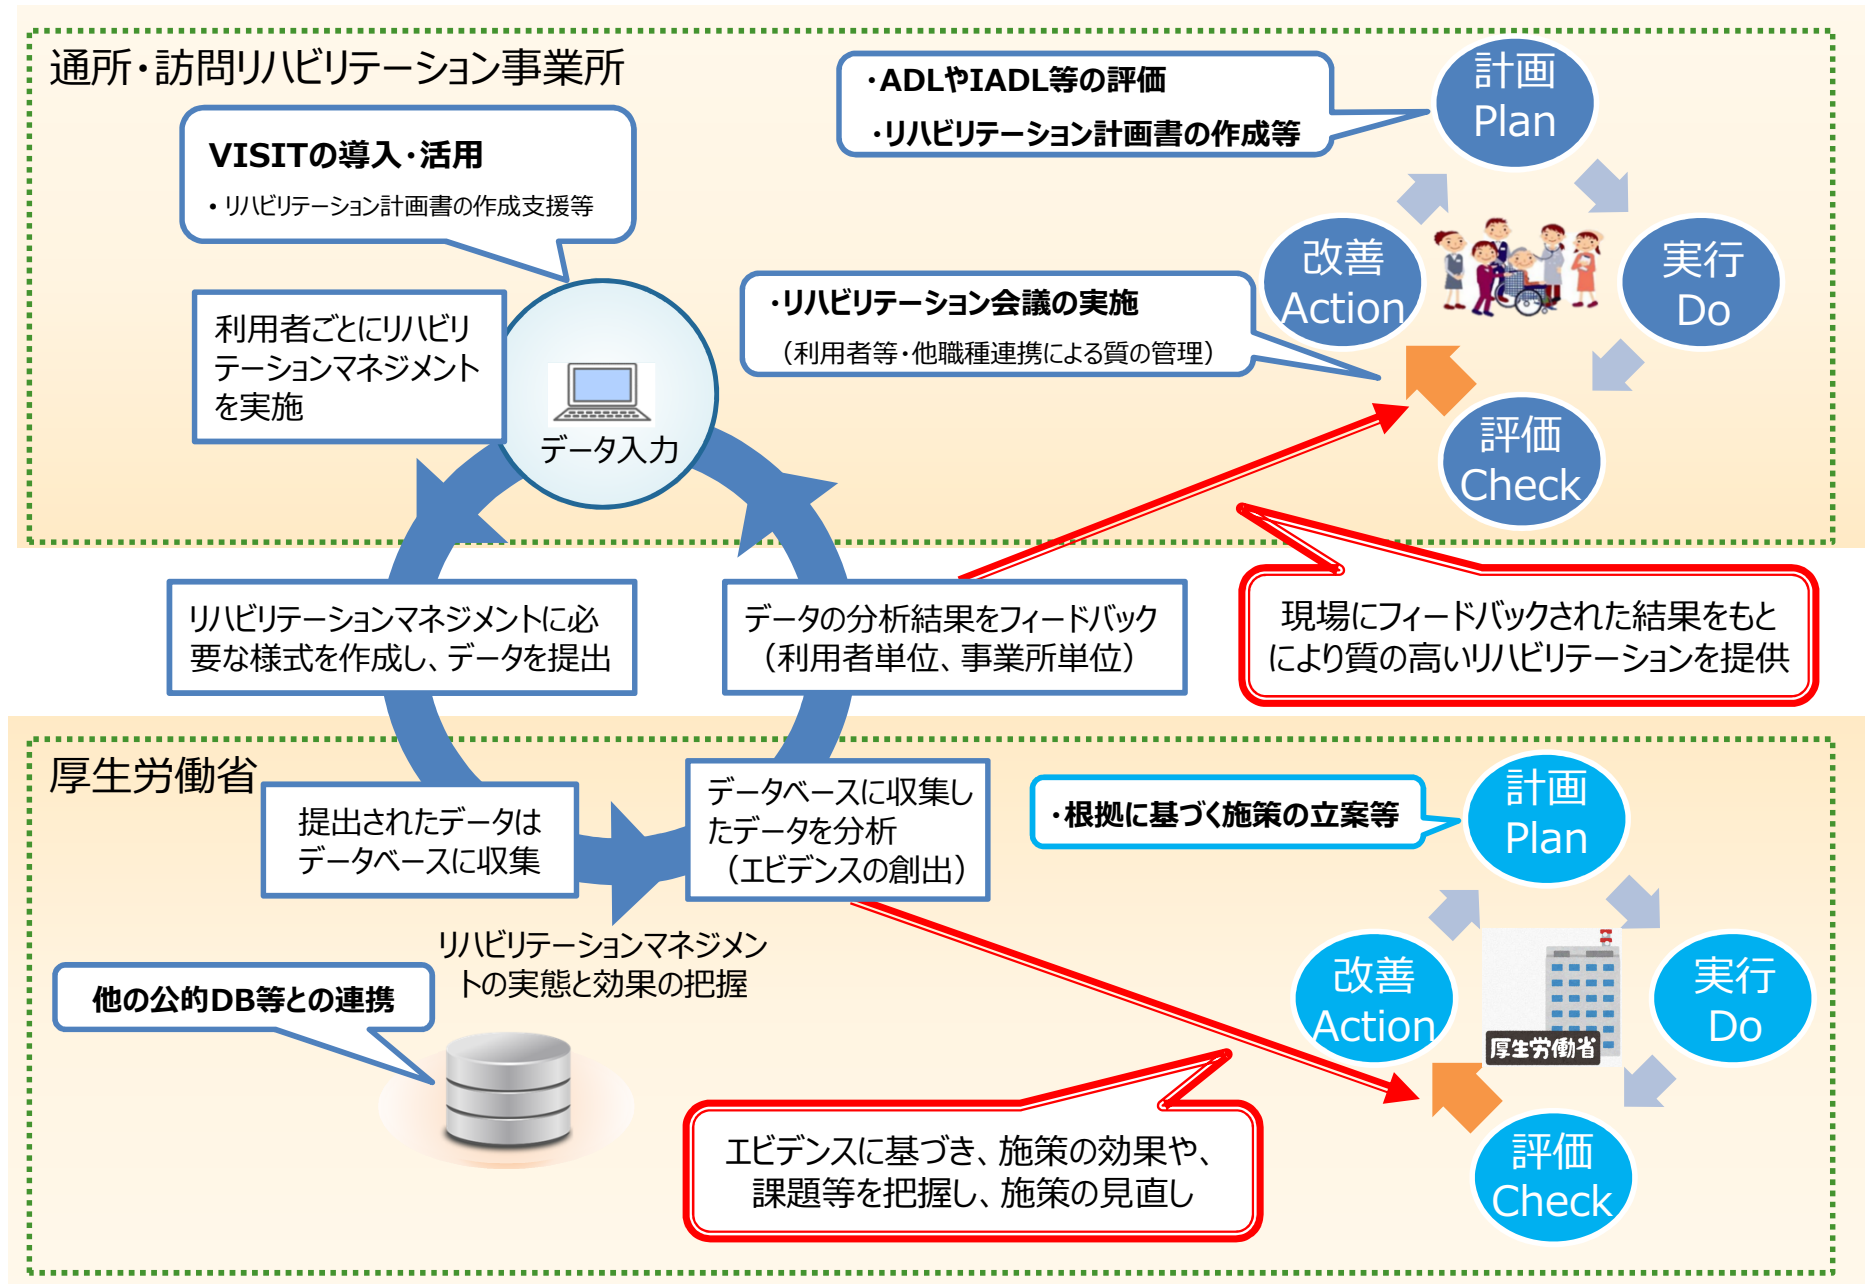 通所・訪問リハビリテーション事業所
VISITの導入・活用
・リハビリテーション計画書の作成支援等
・ADLやIADL等の評価
・リハビリテーション計画書の作成等
計画
Plan
実行
Do
評価
Check
改善
Action
・リハビリテーション会議の実施
（利用者等・他職種連携による質の管理）
利用者ごとにリハビリ
テーションマネジメント
を実施
データ入力
リハビリテーションマネジメントに必
要な様式を作成し、データを提出
データの分析結果をフィードバック
（利用者単位、事業所単位）
現場にフィードバックされた結果をもと
により質の高いリハビリテーションを提供
厚生労働省
提出されたデータは
データベースに収集
データベースに収集し
たデータを分析
（エビデンスの創出）
リハビリテーションマネジメン
トの実態と効果の把握
他の公的DB等との連携
・根拠に基づく施策の立案等
計画
Plan
実行
Do
評価
Check
改善
Action
厚生労働省
エビデンスに基づき、施策の効果や、
課題等を把握し、施策の見直し